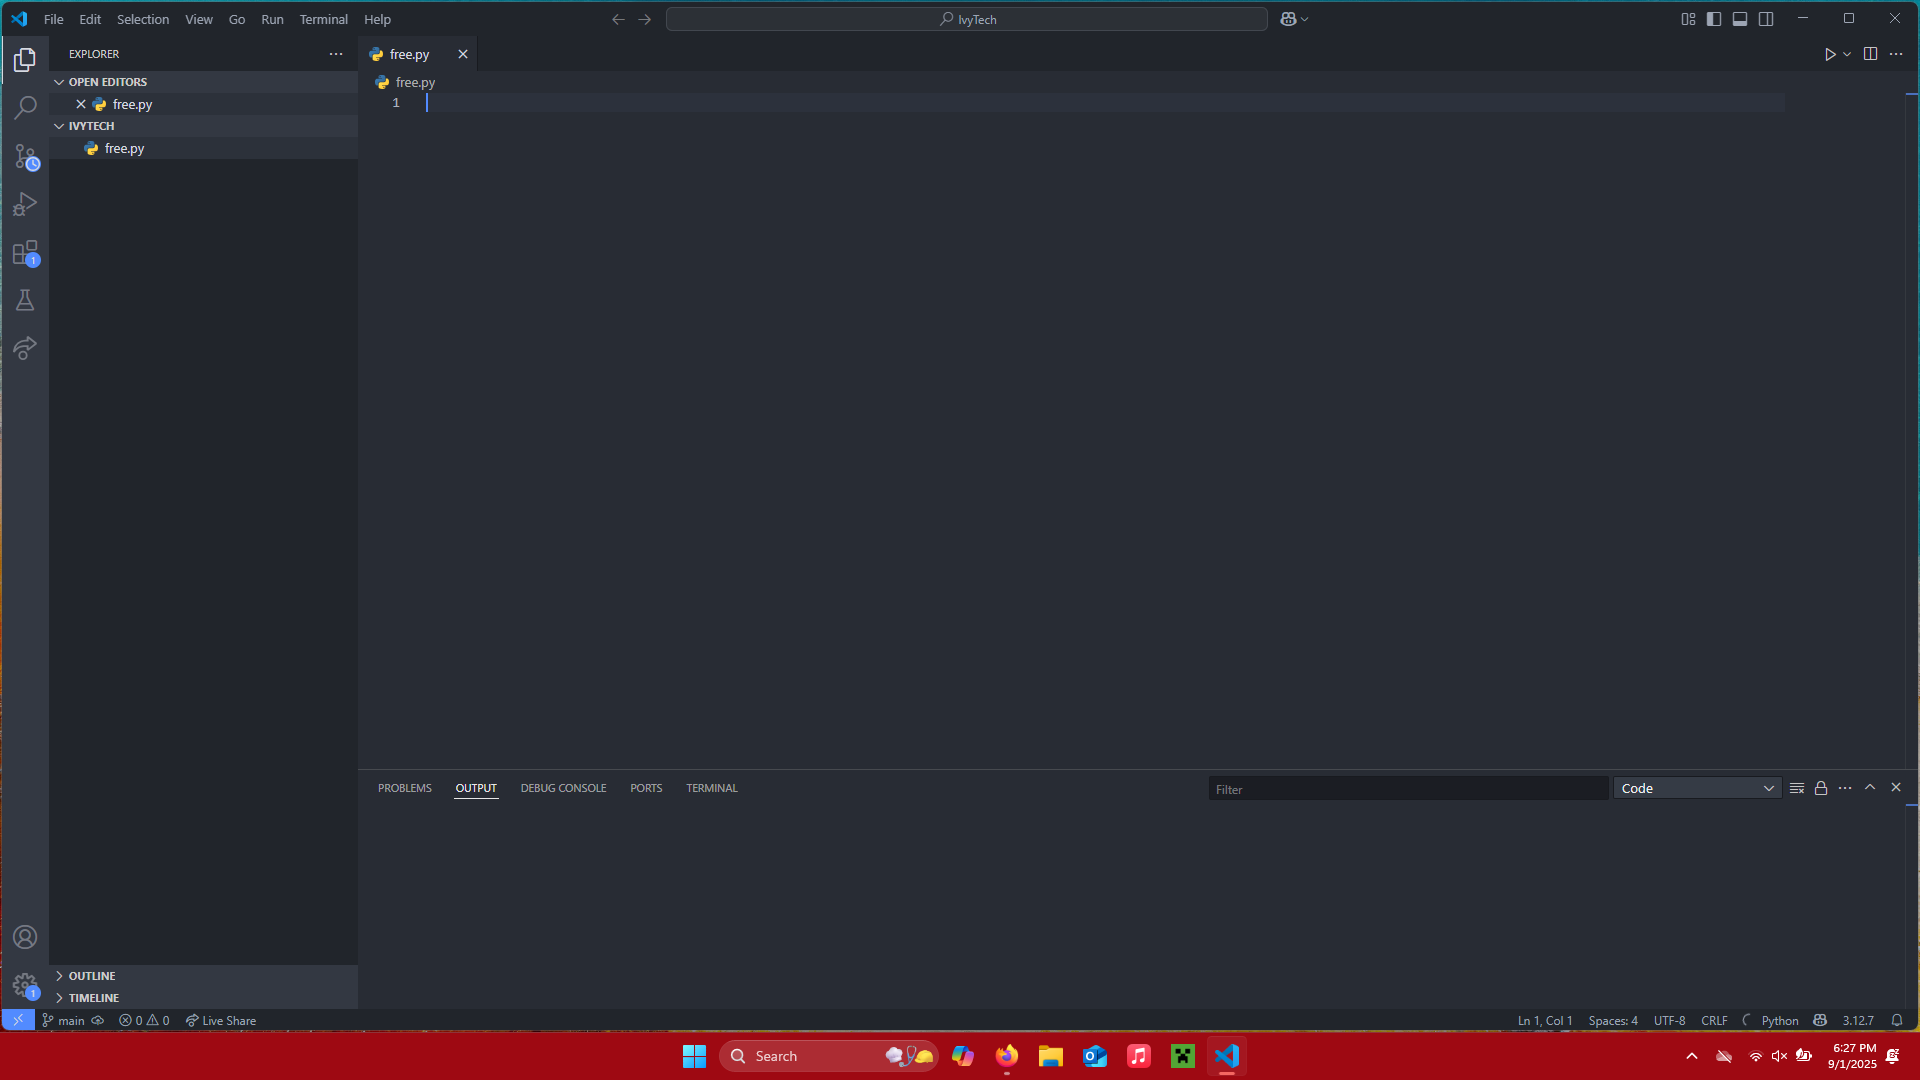 File Edit Selection View Go Run Terminal Help
IvyTech
EXPLORER
free.py
OPEN EDITORS
free.py
free.py
1
IVYTECH
free.py
1
PROBLEMS OUTPUT DEBUG CONSOLE PORTS TERMINAL
Filter
Code
OUTLINE
1
TIMELINE
main 0 0 Live Share
Ln 1, Col 1 Spaces: 4 UTF-8 CRLF Python 3.12.7
Search
6:27 PM
9/1/2025